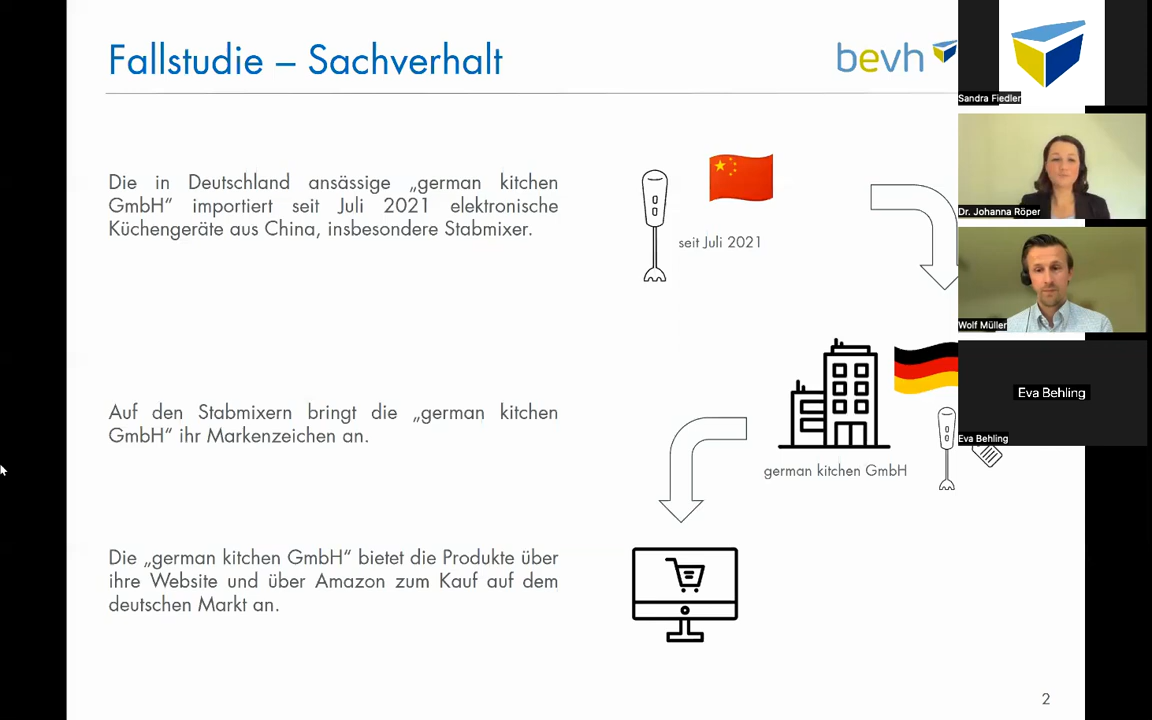 Fallstudie – Sachverhalt
bevh
Die in Deutschland ansässige „german kitchen
GmbH“ importiert seit Juli 2021 elektronische
Küchengeräte aus China, insbesondere Stabmixer.
seit Juli 2021
Auf den Stabmixern bringt die „german kitchen
GmbH“ ihr Markenzeichen an.
german kitchen GmbH
Die „german kitchen GmbH“ bietet die Produkte über
ihre Website und über Amazon zum Kauf auf dem
deutschen Markt an.
2
Sandra Fiedler
Dr. Johanna Röper
Wolf Müller
Eva Behling
Eva Behling